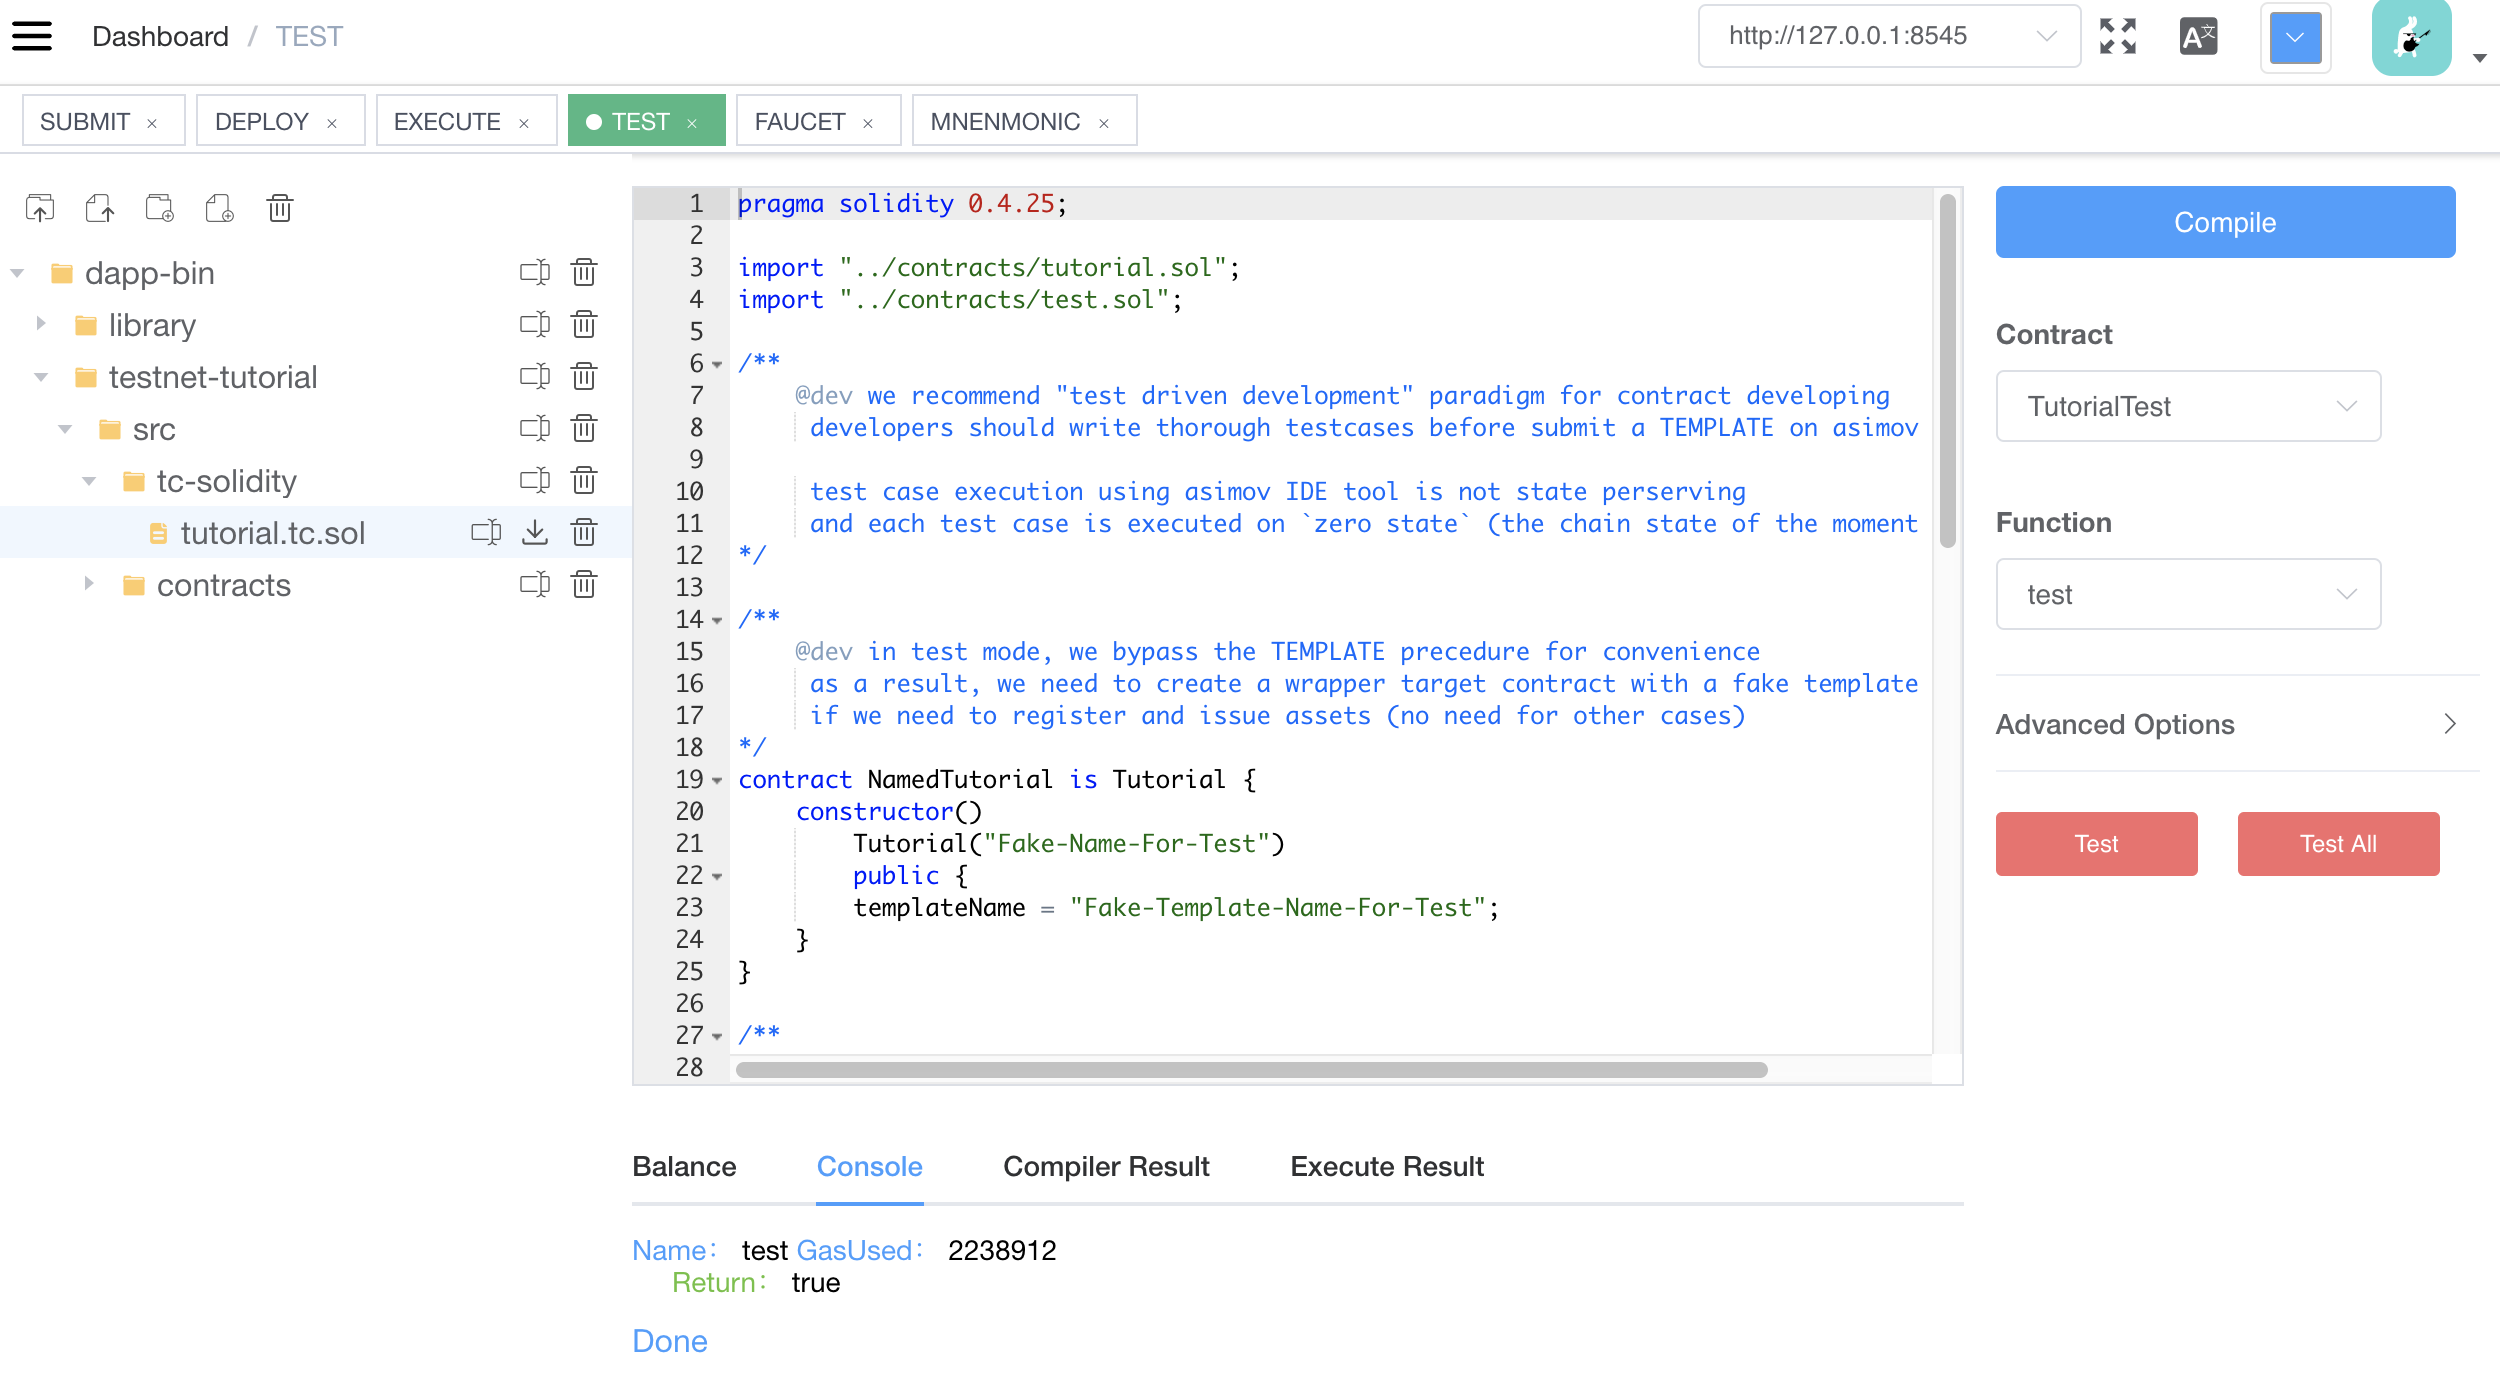 Dashboard / TEST
http://127.0.0.1:8545
SUBMIT ×
DEPLOY ×
EXECUTE ×
TEST ×
FAUCET ×
MNENMONIC ×
dapp-bin
library
testnet-tutorial
src
tc-solidity
tutorial.tc.sol
contracts
1 pragma solidity 0.4.25;
2
3 import "../contracts/tutorial.sol";
4 import "../contracts/test.sol";
5
6 /**
7 @dev we recommend "test driven development" paradigm for contract developing
8 developers should write thorough testcases before submit a TEMPLATE on asimov
9
10 test case execution using asimov IDE tool is not state perserving
11 and each test case is executed on `zero state` (the chain state of the moment
12 */
13
14 /**
15 @dev in test mode, we bypass the TEMPLATE precedure for convenience
16 as a result, we need to create a wrapper target contract with a fake template
17 if we need to register and issue assets (no need for other cases)
18 */
19 contract NamedTutorial is Tutorial {
20 constructor()
21 Tutorial("Fake-Name-For-Test")
22 public {
23 templateName = "Fake-Template-Name-For-Test";
24 }
25 }
26
27 /**
28
Compile
Contract
TutorialTest
Function
test
Advanced Options
Test
Test All
Balance
Console
Compiler Result
Execute Result
Name: test GasUsed: 2238912
Return: true
Done